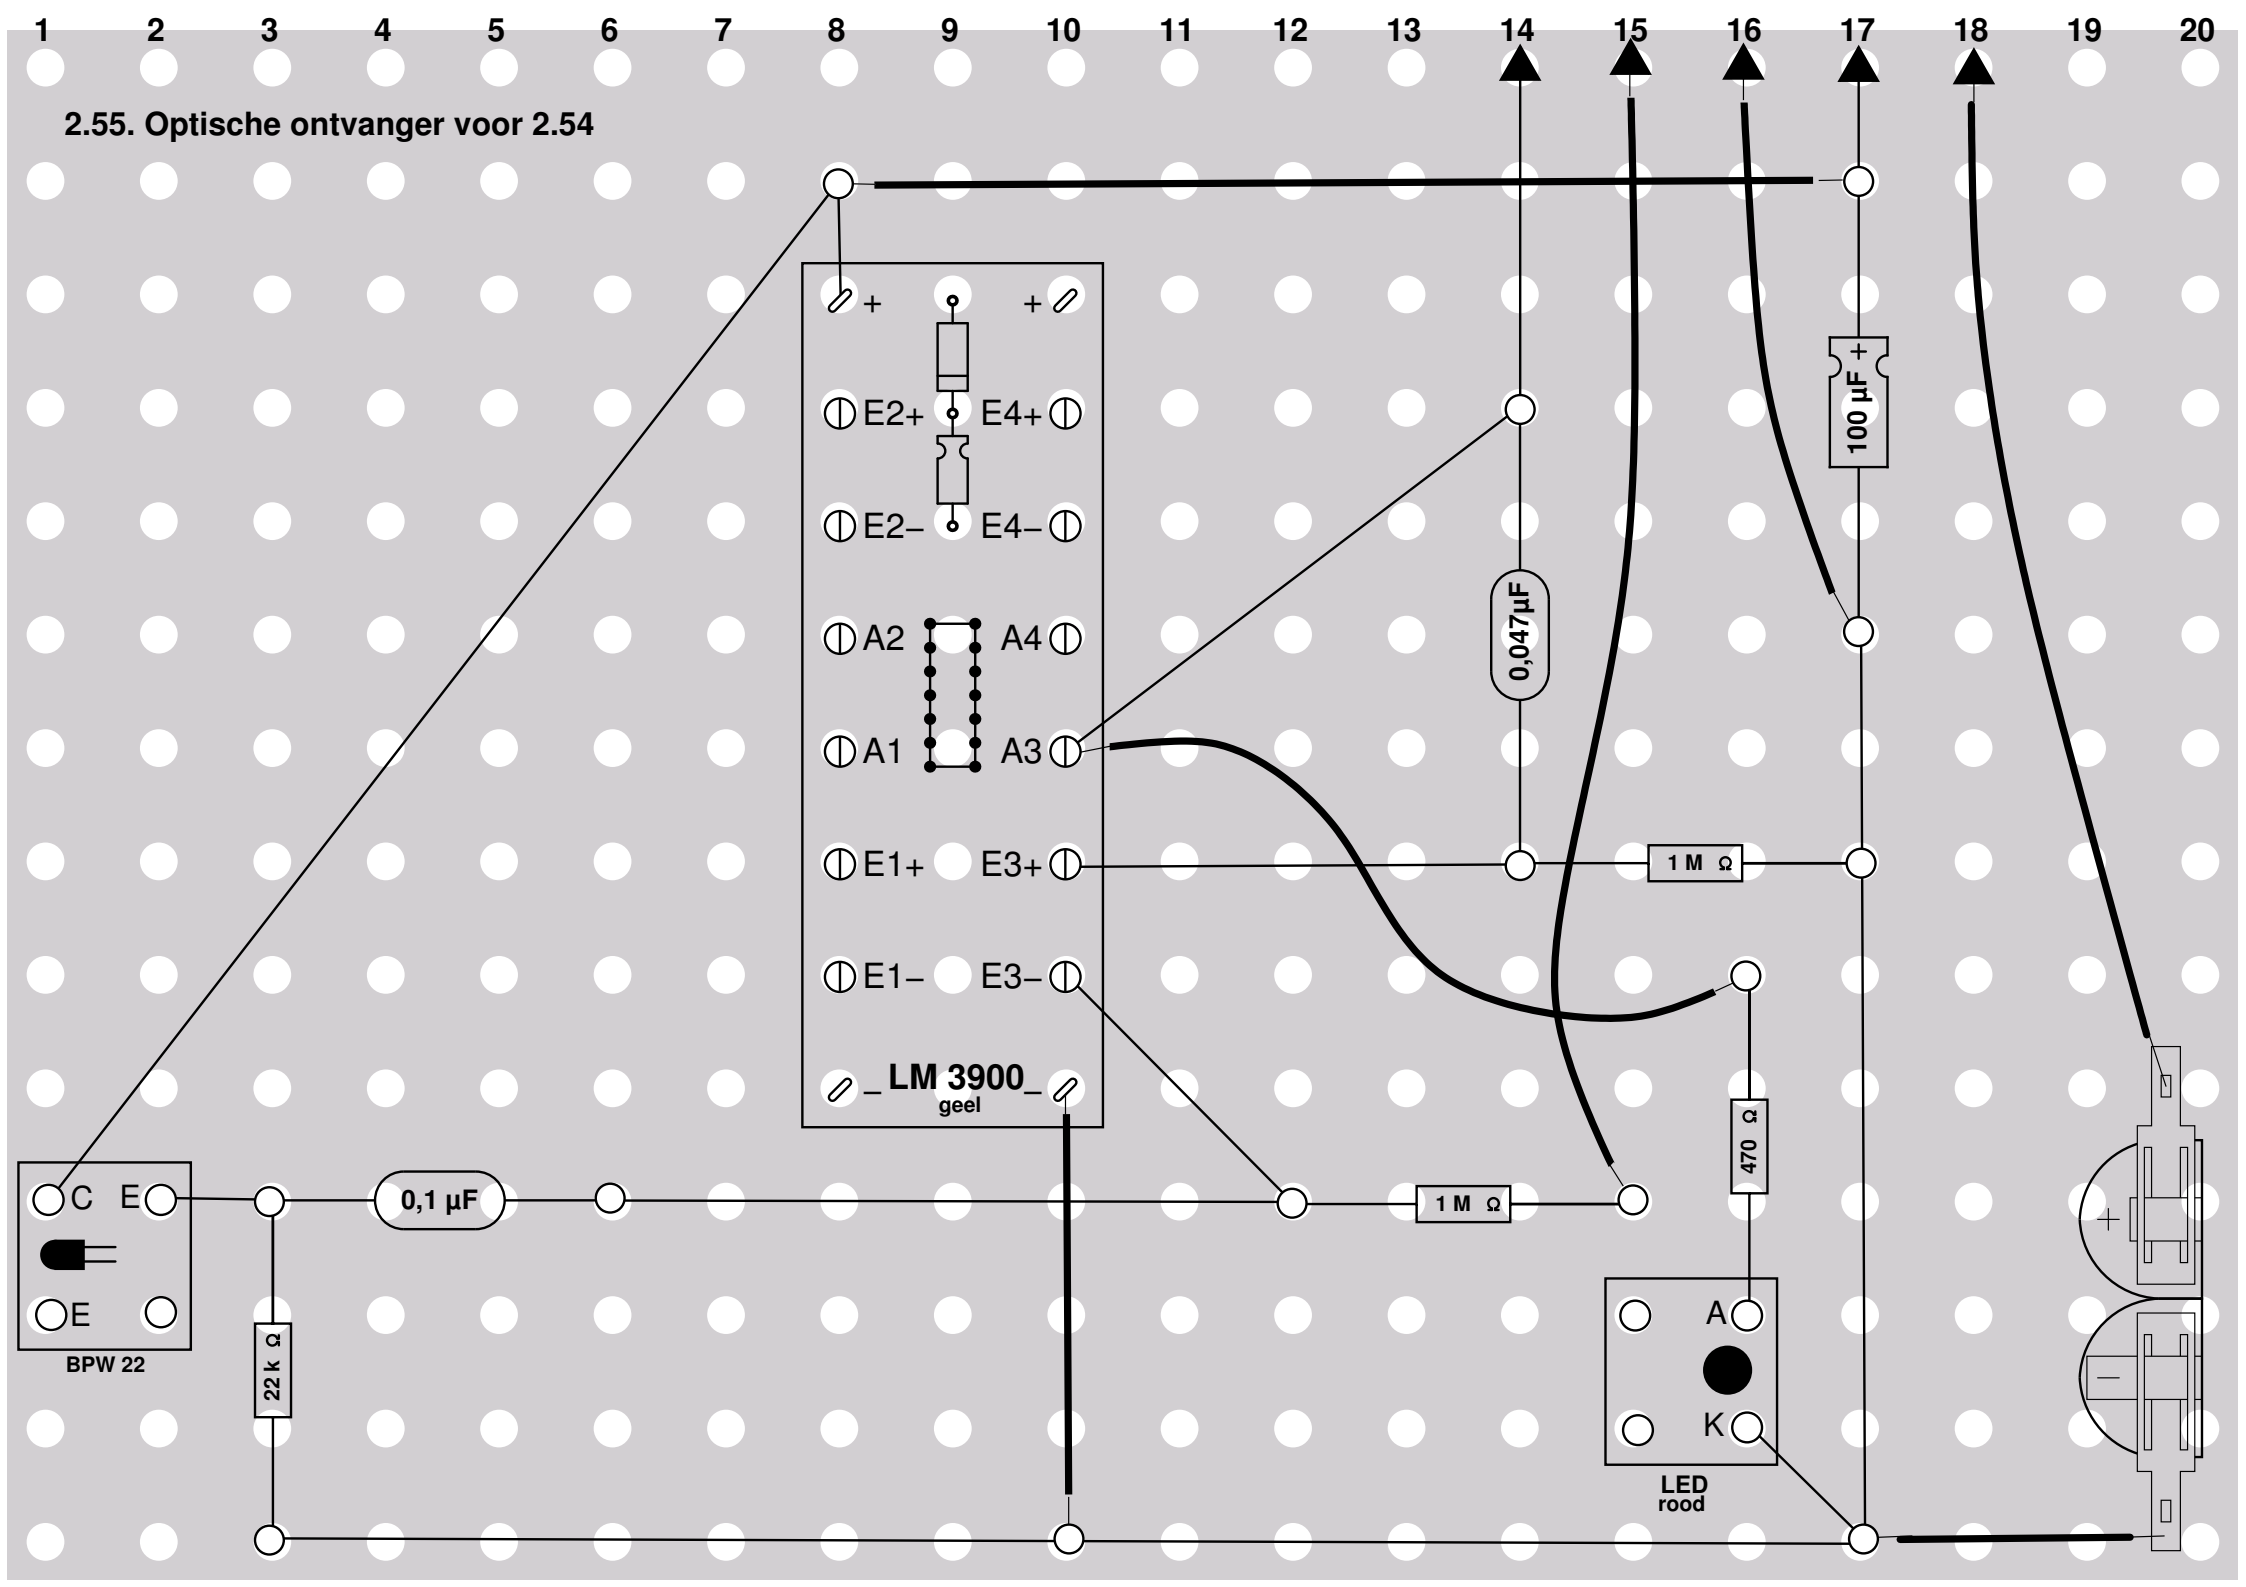 1 2 3 4 5 6 7 8 9 10 11 12 13 14 15 16 17 18 19 20
2.55. Optische ontvanger voor 2.54
+ +
+
100 µF
E2+ E4+
E2– E4–
0,047µF
A2 A4
A1 A3
E1+ E3+
1 M Ω
E1– E3–
– LM 3900 –
geel
470 Ω
C E
0,1 µF
1 M Ω
+
E
BPW 22
22 k Ω
A
–
K
LED
rood